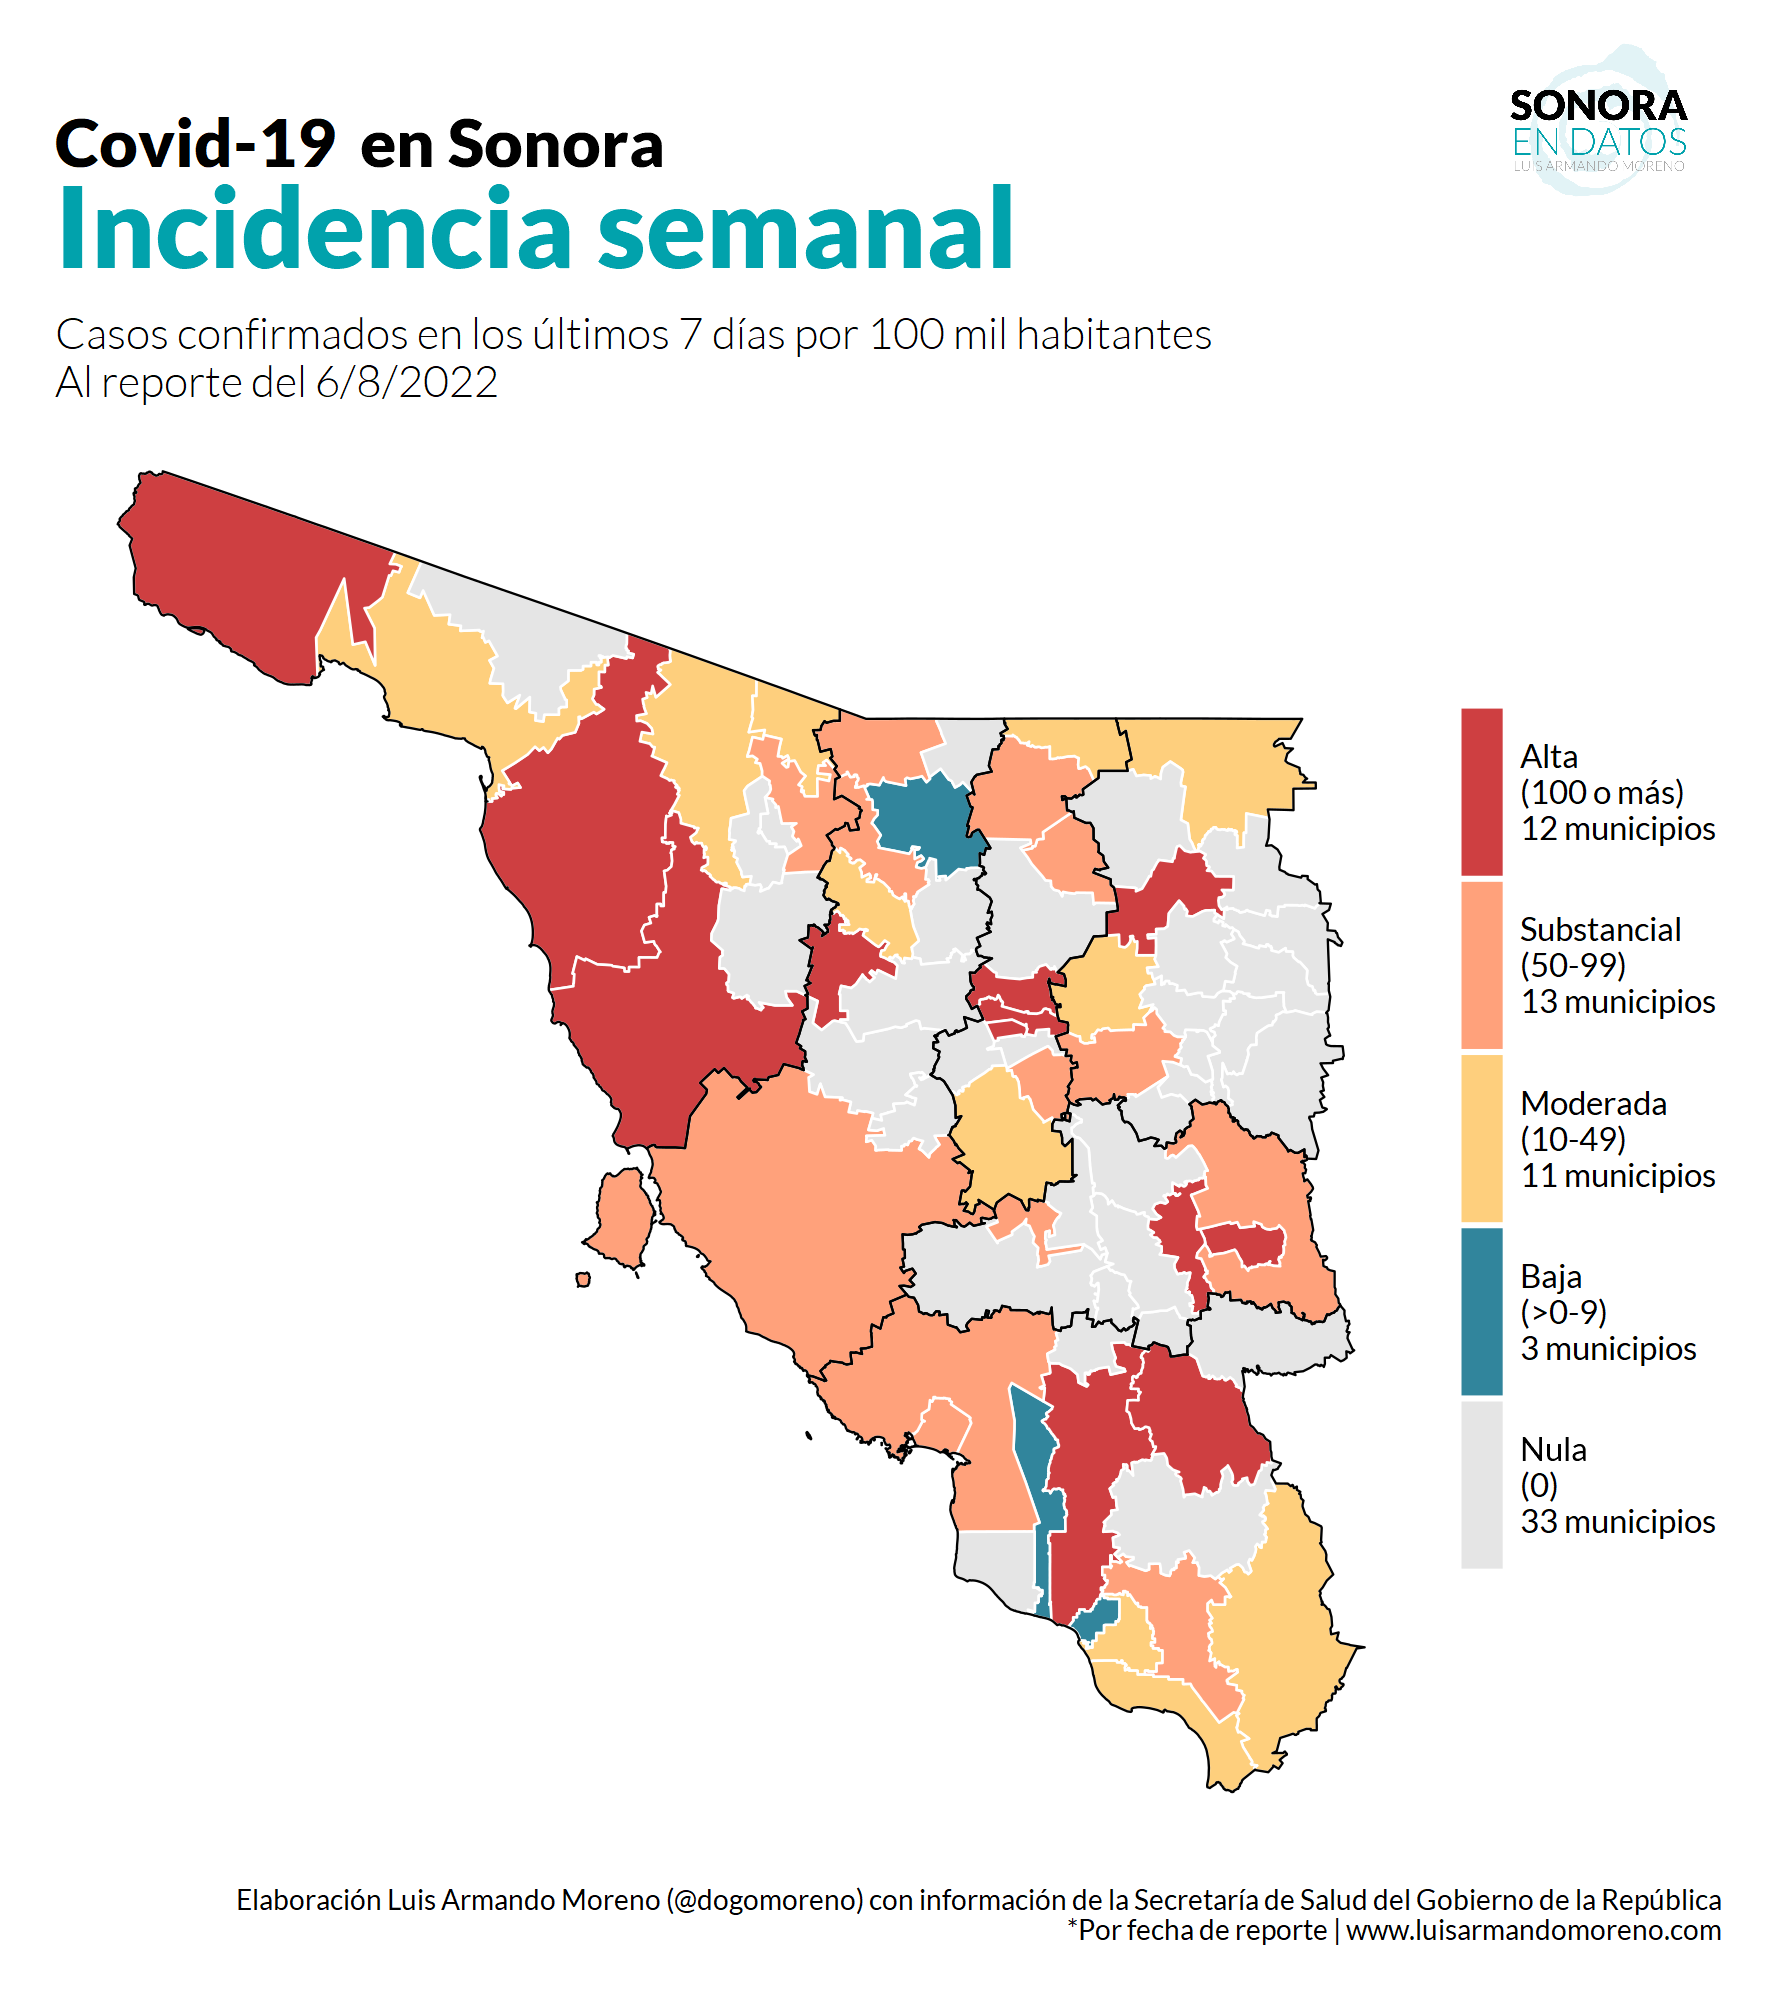 SONORA
EN DATOS
LUIS ARMANDO MORENO
Covid-19 en Sonora
Incidencia semanal
Casos confirmados en los últimos 7 días por 100 mil habitantes
Al reporte del 6/8/2022
Alta
(100 o más)
12 municipios
Substancial
(50-99)
13 municipios
Moderada
(10-49)
11 municipios
Baja
(>0-9)
3 municipios
Nula
(0)
33 municipios
Elaboración Luis Armando Moreno (@dogomoreno) con información de la Secretaría de Salud del Gobierno de la República
*Por fecha de reporte | www.luisarmandomoreno.com